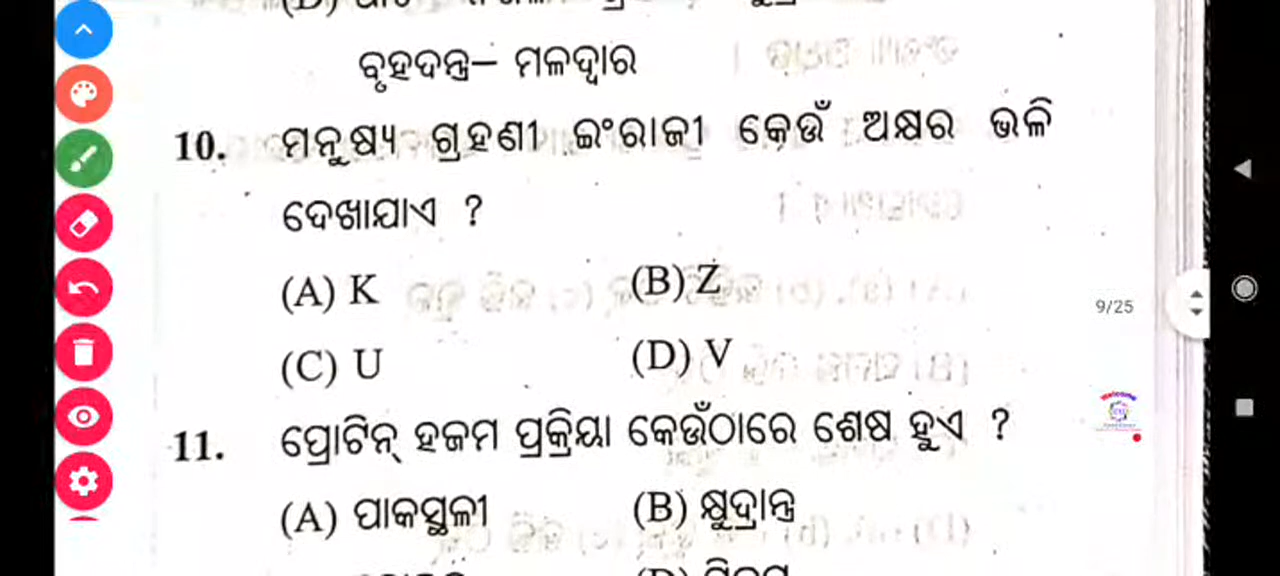 ବୃହଦନ୍ତ୍ର– ମଳଦ୍ୱାର
10. ମନୁଷ୍ୟ ଗ୍ରହଣୀ ଇଂରାଜୀ କେଉଁ ଅକ୍ଷର ଭଳି
ଦେଖାଯାଏ ?
(A) K (B) Z
(C) U (D) V
9/25
11. ପ୍ରୋଟିନ୍ ହଜମ ପ୍ରକ୍ରିୟା କେଉଁଠାରେ ଶେଷ ହୁଏ ?
(A) ପାକସ୍ଥଳୀ (B) କ୍ଷୁଦ୍ରାନ୍ତ୍ର